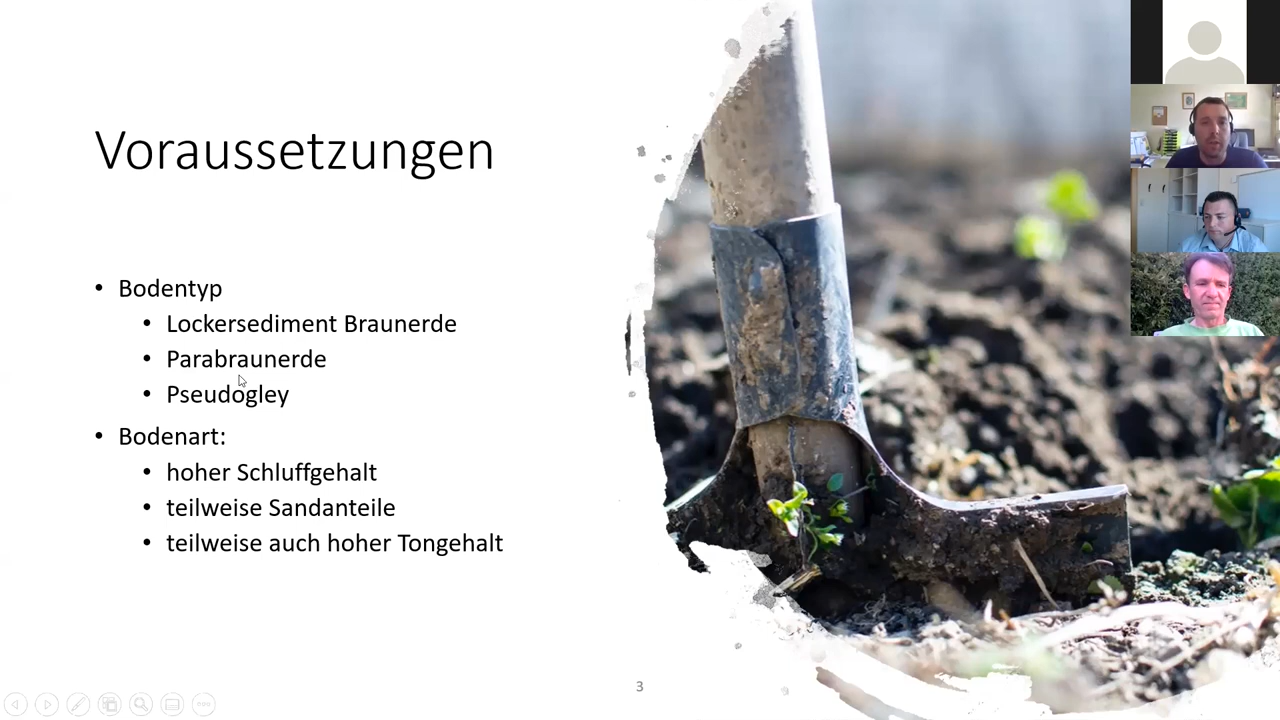 Voraussetzungen
• Bodentyp
• Lockersediment Braunerde
• Parabraunerde
• Pseudogley
• Bodenart:
• hoher Schluffgehalt
• teilweise Sandanteile
• teilweise auch hoher Tongehalt
3